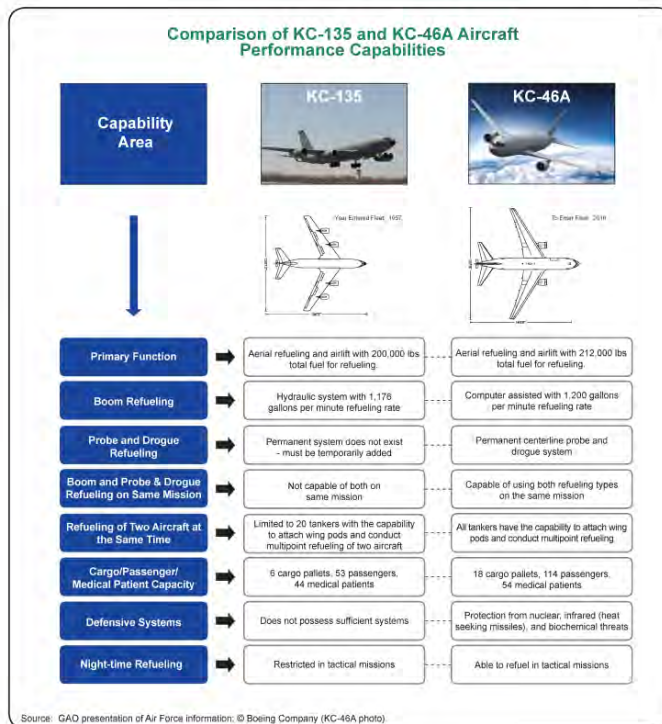 Comparison of KC-135 and KC-46A Aircraft
Performance Capabilities
Capability
Area
KC-135
KC-46A
Year Entered Fleet: 1957
To Enter Fleet:
Primary Function
Aerial refueling and airlift with 200,000 lbs
total fuel for refueling.
Aerial refueling and airlift with 212,000 lbs
total fuel for refueling.
Boom Refueling
Hydraulic system with 1,176
gallons per minute refueling rate
Computer assisted with 1,200 gallons
per minute refueling rate
Probe and Drogue
Refueling
Permanent system does not exist
- must be temporarily added
Permanent centerline probe and
drogue system
Boom and Probe & Drogue
Refueling on Same Mission
Not capable of both on
same mission
Capable of using both refueling types
on the same mission
Refueling of Two Aircraft at
the Same Time
Limited to 20 tankers with the capability
to attach wing pods and conduct
multipoint refueling of two aircraft
All tankers have the capability to attach wing
pods and conduct multipoint refueling.
Cargo/Passenger/
Medical Patient Capacity
6 cargo pallets, 53 passengers,
44 medical patients
18 cargo pallets, 114 passengers,
54 medical patients
Defensive Systems
Does not possess sufficient systems
Protection from nuclear, infrared (heat
seeking missiles), and biochemical threats
Night-time Refueling
Restricted in tactical missions
Able to refuel in tactical missions
Source: GAO presentation of Air Force information; © Boeing Company (KC-46A photo)